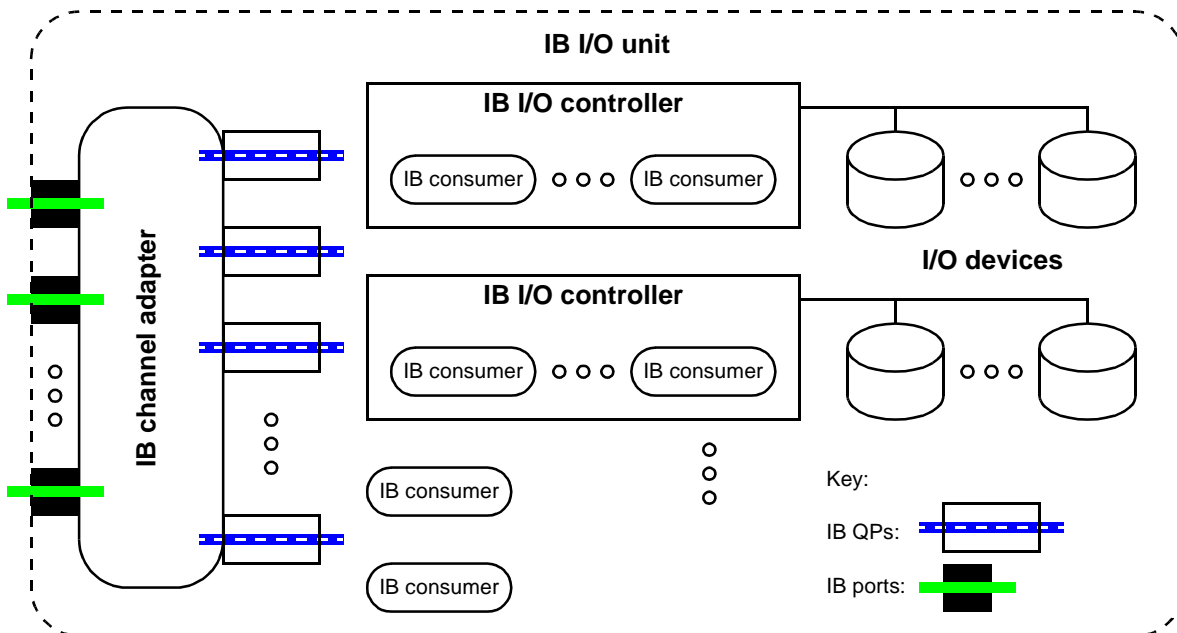 IB I/O unit
IB I/O controller
IB consumer
IB consumer
IB channel adapter
I/O devices
IB I/O controller
IB consumer
IB consumer
IB consumer
Key:
IB QPs:
IB consumer
IB ports: